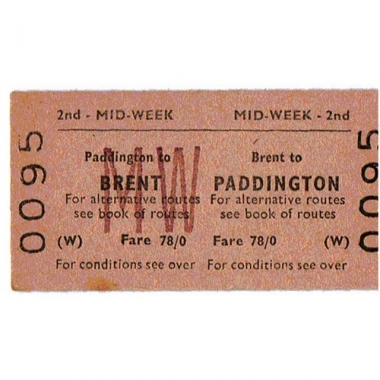 2nd - MID-WEEK MID-WEEK - 2nd
MW
Paddington to Brent to
BRENT PADDINGTON
For alternative routes For alternative routes
see book of routes see book of routes
(W) Fare 78/0 Fare 78/0 (W)
For conditions see over For conditions see over
0095
0095